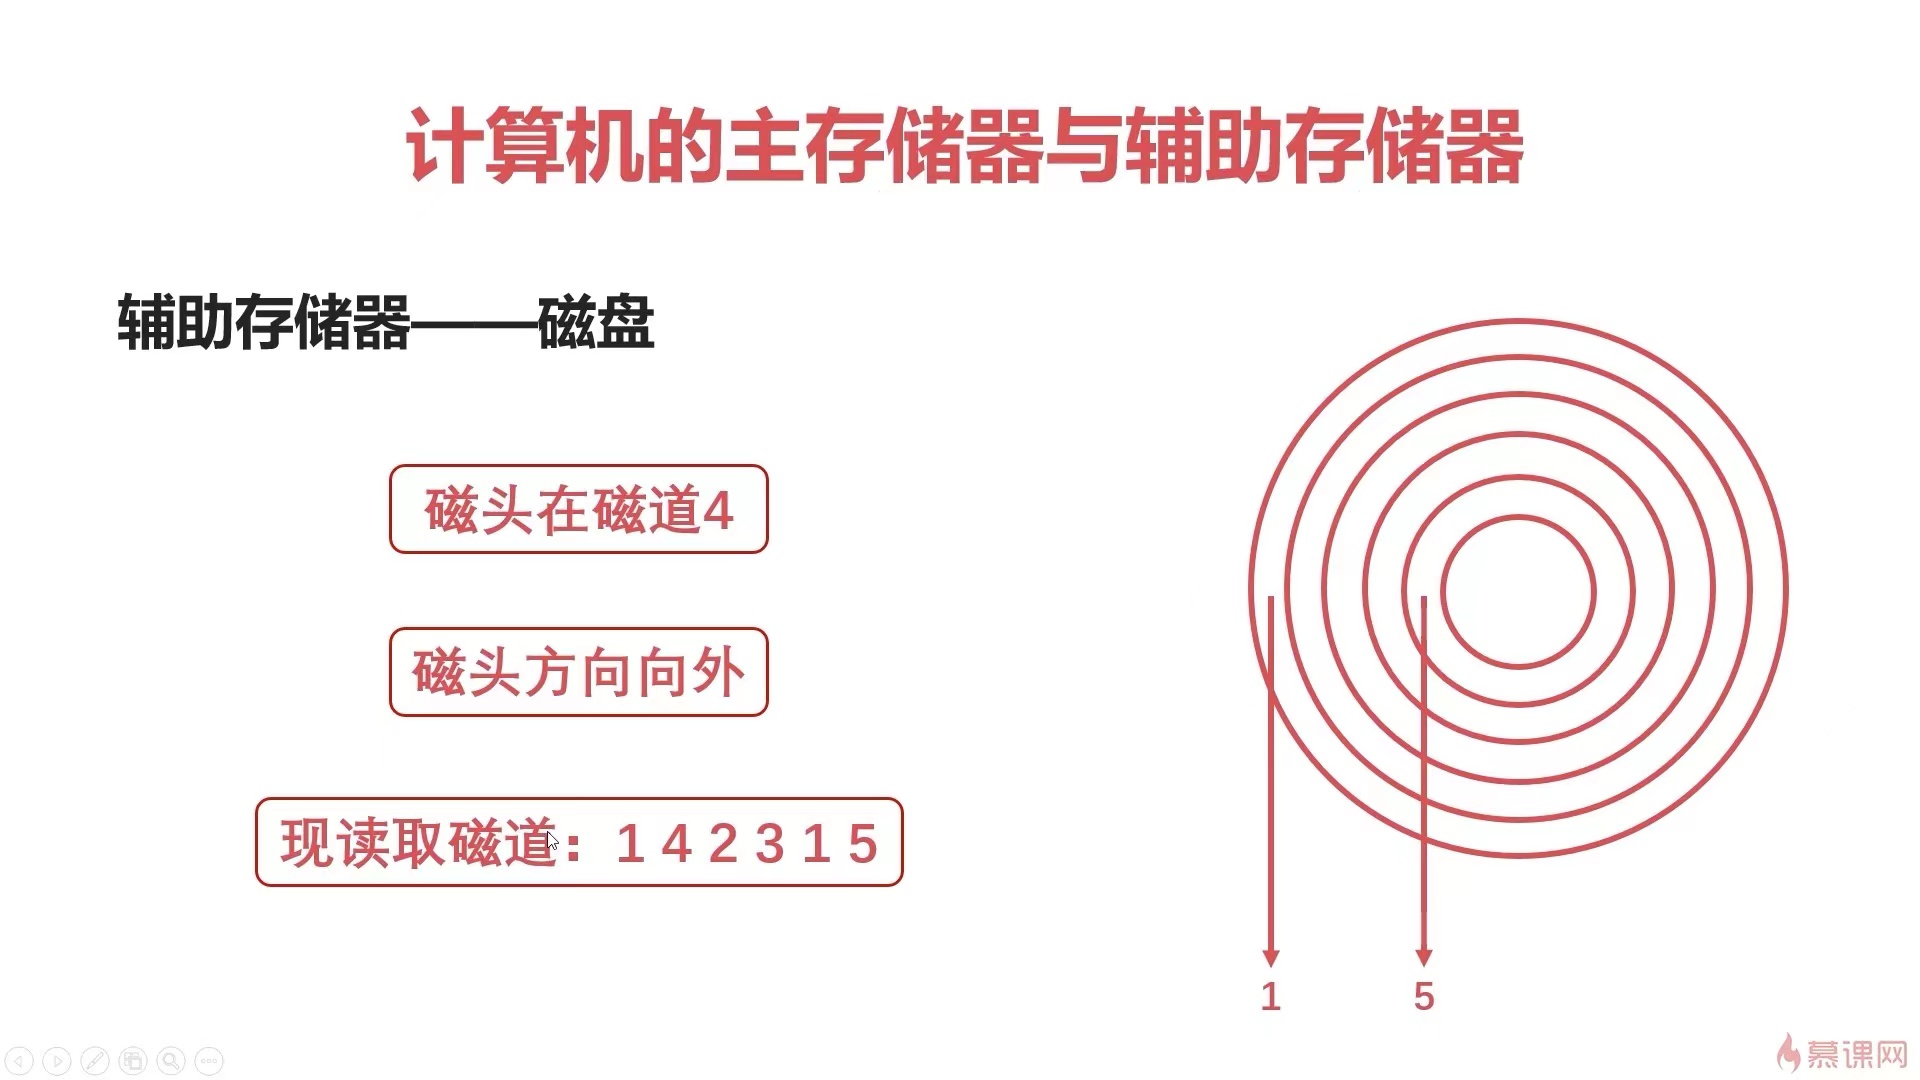 计算机的主存储器与辅助存储器
辅助存储器——磁盘
磁头在磁道4
磁头方向向外
现读取磁道：1 4 2 3 1 5
1
5
慕课网